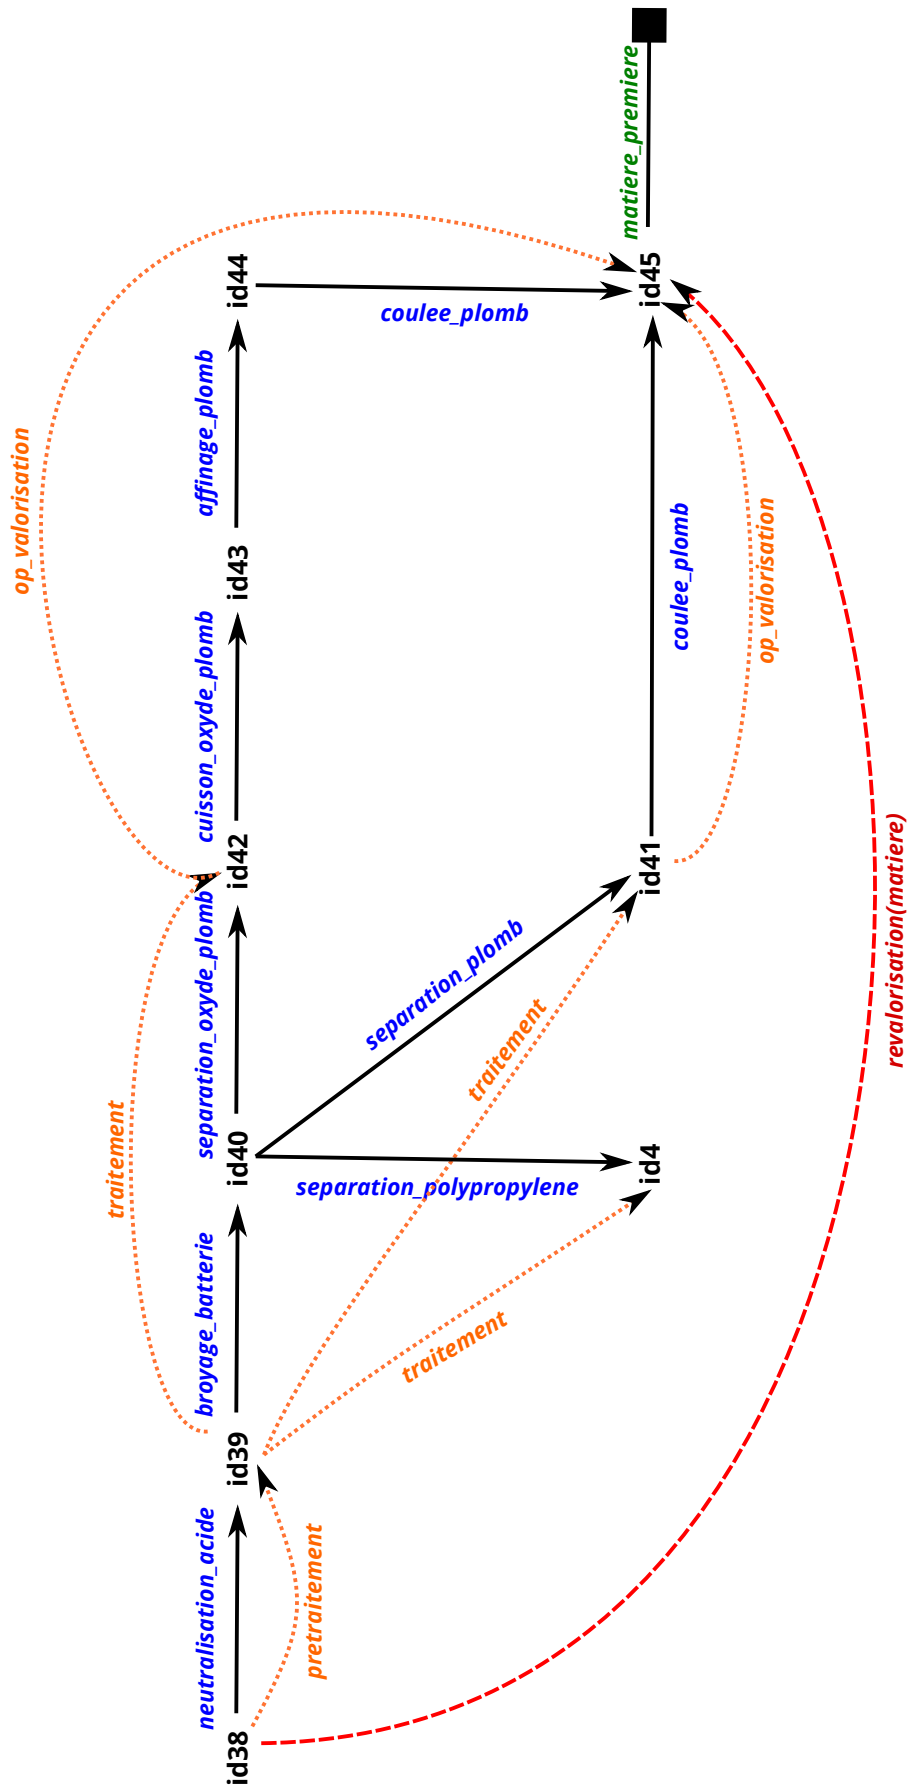 matiere_premiere
id44
id45
coulee_plomb
affinage_plomb
op_valorisation
id43
coulee_plomb
op_valorisation
cuisson_oxyde_plomb
id42
id41
separation_oxyde_plomb
separation_plomb
traitement
revalorisation(matiere)
traitement
id40
id4
separation_polypropylene
broyage_batterie
traitement
id39
neutralisation_acide
pretraitement
id38